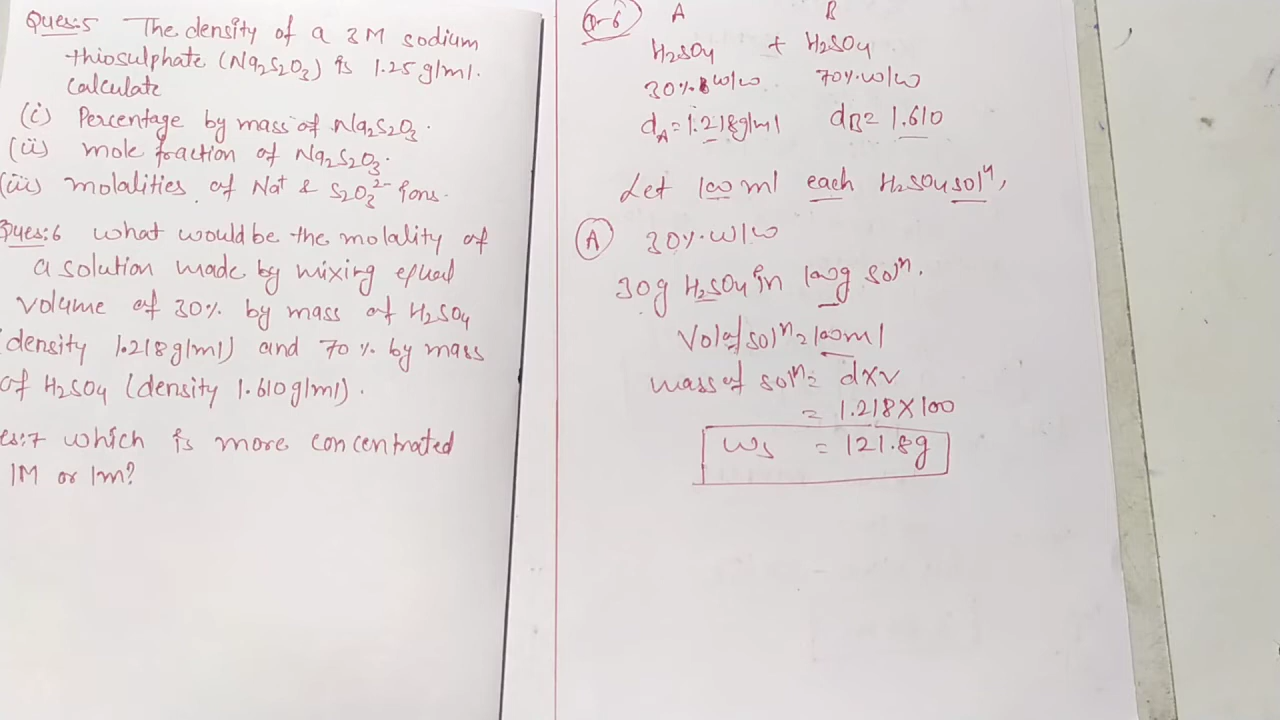 Ques:5 The density of a 3M sodium
thiosulphate (Na2S2O3) is 1.25 g/ml.
Calculate
(i) Percentage by mass of Na2S2O3.
(ii) mole fraction of Na2S2O3.
(iii) molalities of Na+ & S2O3^2- ions.
Ques:6 what would be the molality of
a solution made by mixing equal
volume of 30% by mass of H2SO4
(density 1.218 g/ml) and 70% by mass
of H2SO4 (density 1.610 g/ml).
es:7 which is more concentrated
1M or 1m?
Q-6 A B
H2SO4 + H2SO4
30% w/w 70% w/w
dA = 1.218 g/ml dB = 1.610
Let 100 ml each H2SO4 soln,
A 30% w/w
30g H2SO4 in 100g soln.
Vol of soln = 100ml
mass of soln = d×v
= 1.218×100
ws = 121.8g